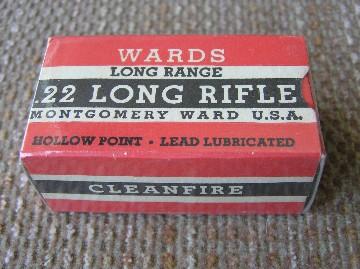 WARDS
LONG RANGE
.22 LONG RIFLE
MONTGOMERY WARD U.S.A.
HOLLOW POINT • LEAD LUBRICATED
CLEANFIRE